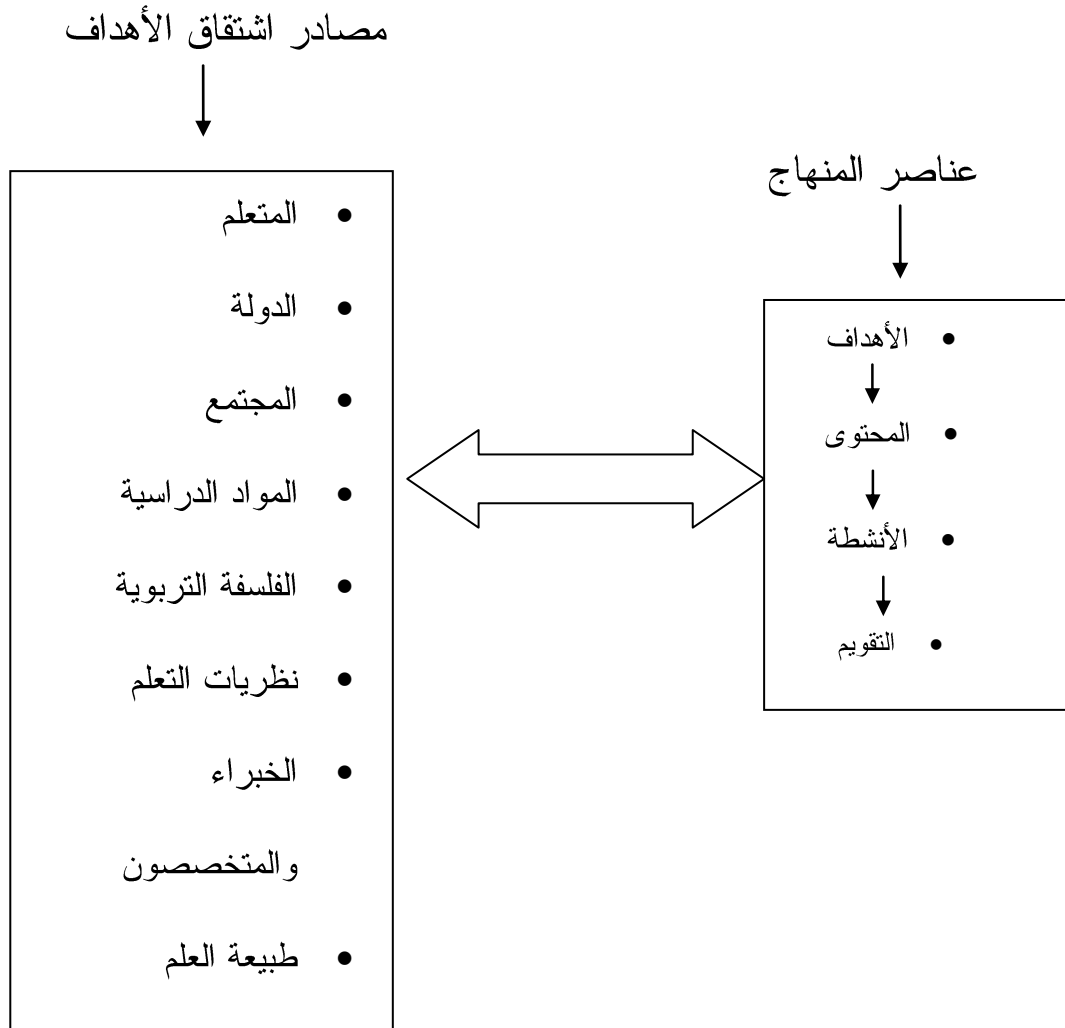 مصادر اشتقاق الأهداف
عناصر المنهاج
• الأهداف
• المحتوى
• الأنشطة
• التقويم
• المتعلم
• الدولة
• المجتمع
• المواد الدراسية
• الفلسفة التربوية
• نظريات التعلم
• الخبراء
والمتخصصون
• طبيعة العلم